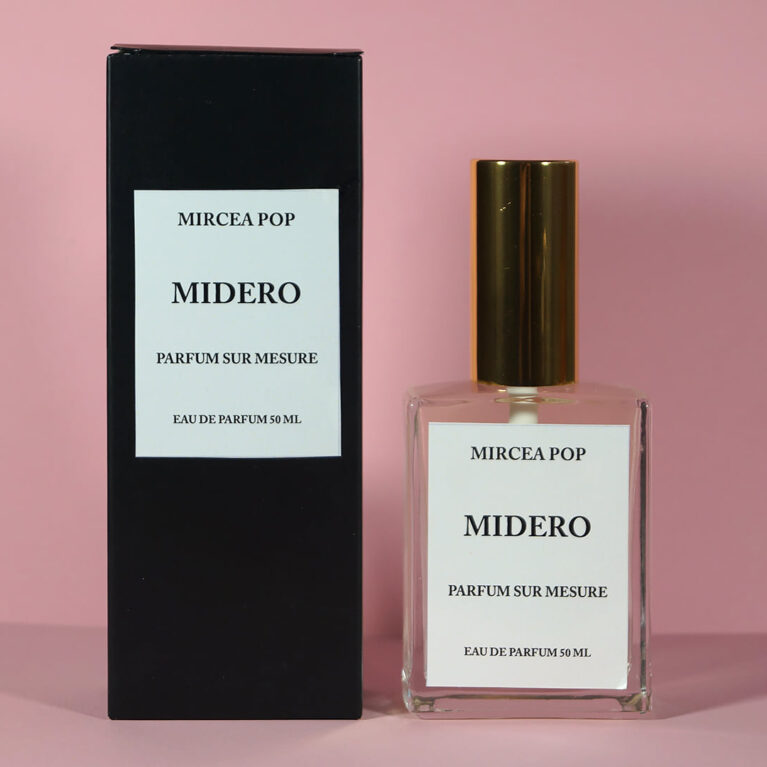 MIRCEA POP
MIDERO
PARFUM SUR MESURE
EAU DE PARFUM 50 ML
MIRCEA POP
MIDERO
PARFUM SUR MESURE
EAU DE PARFUM 50 ML